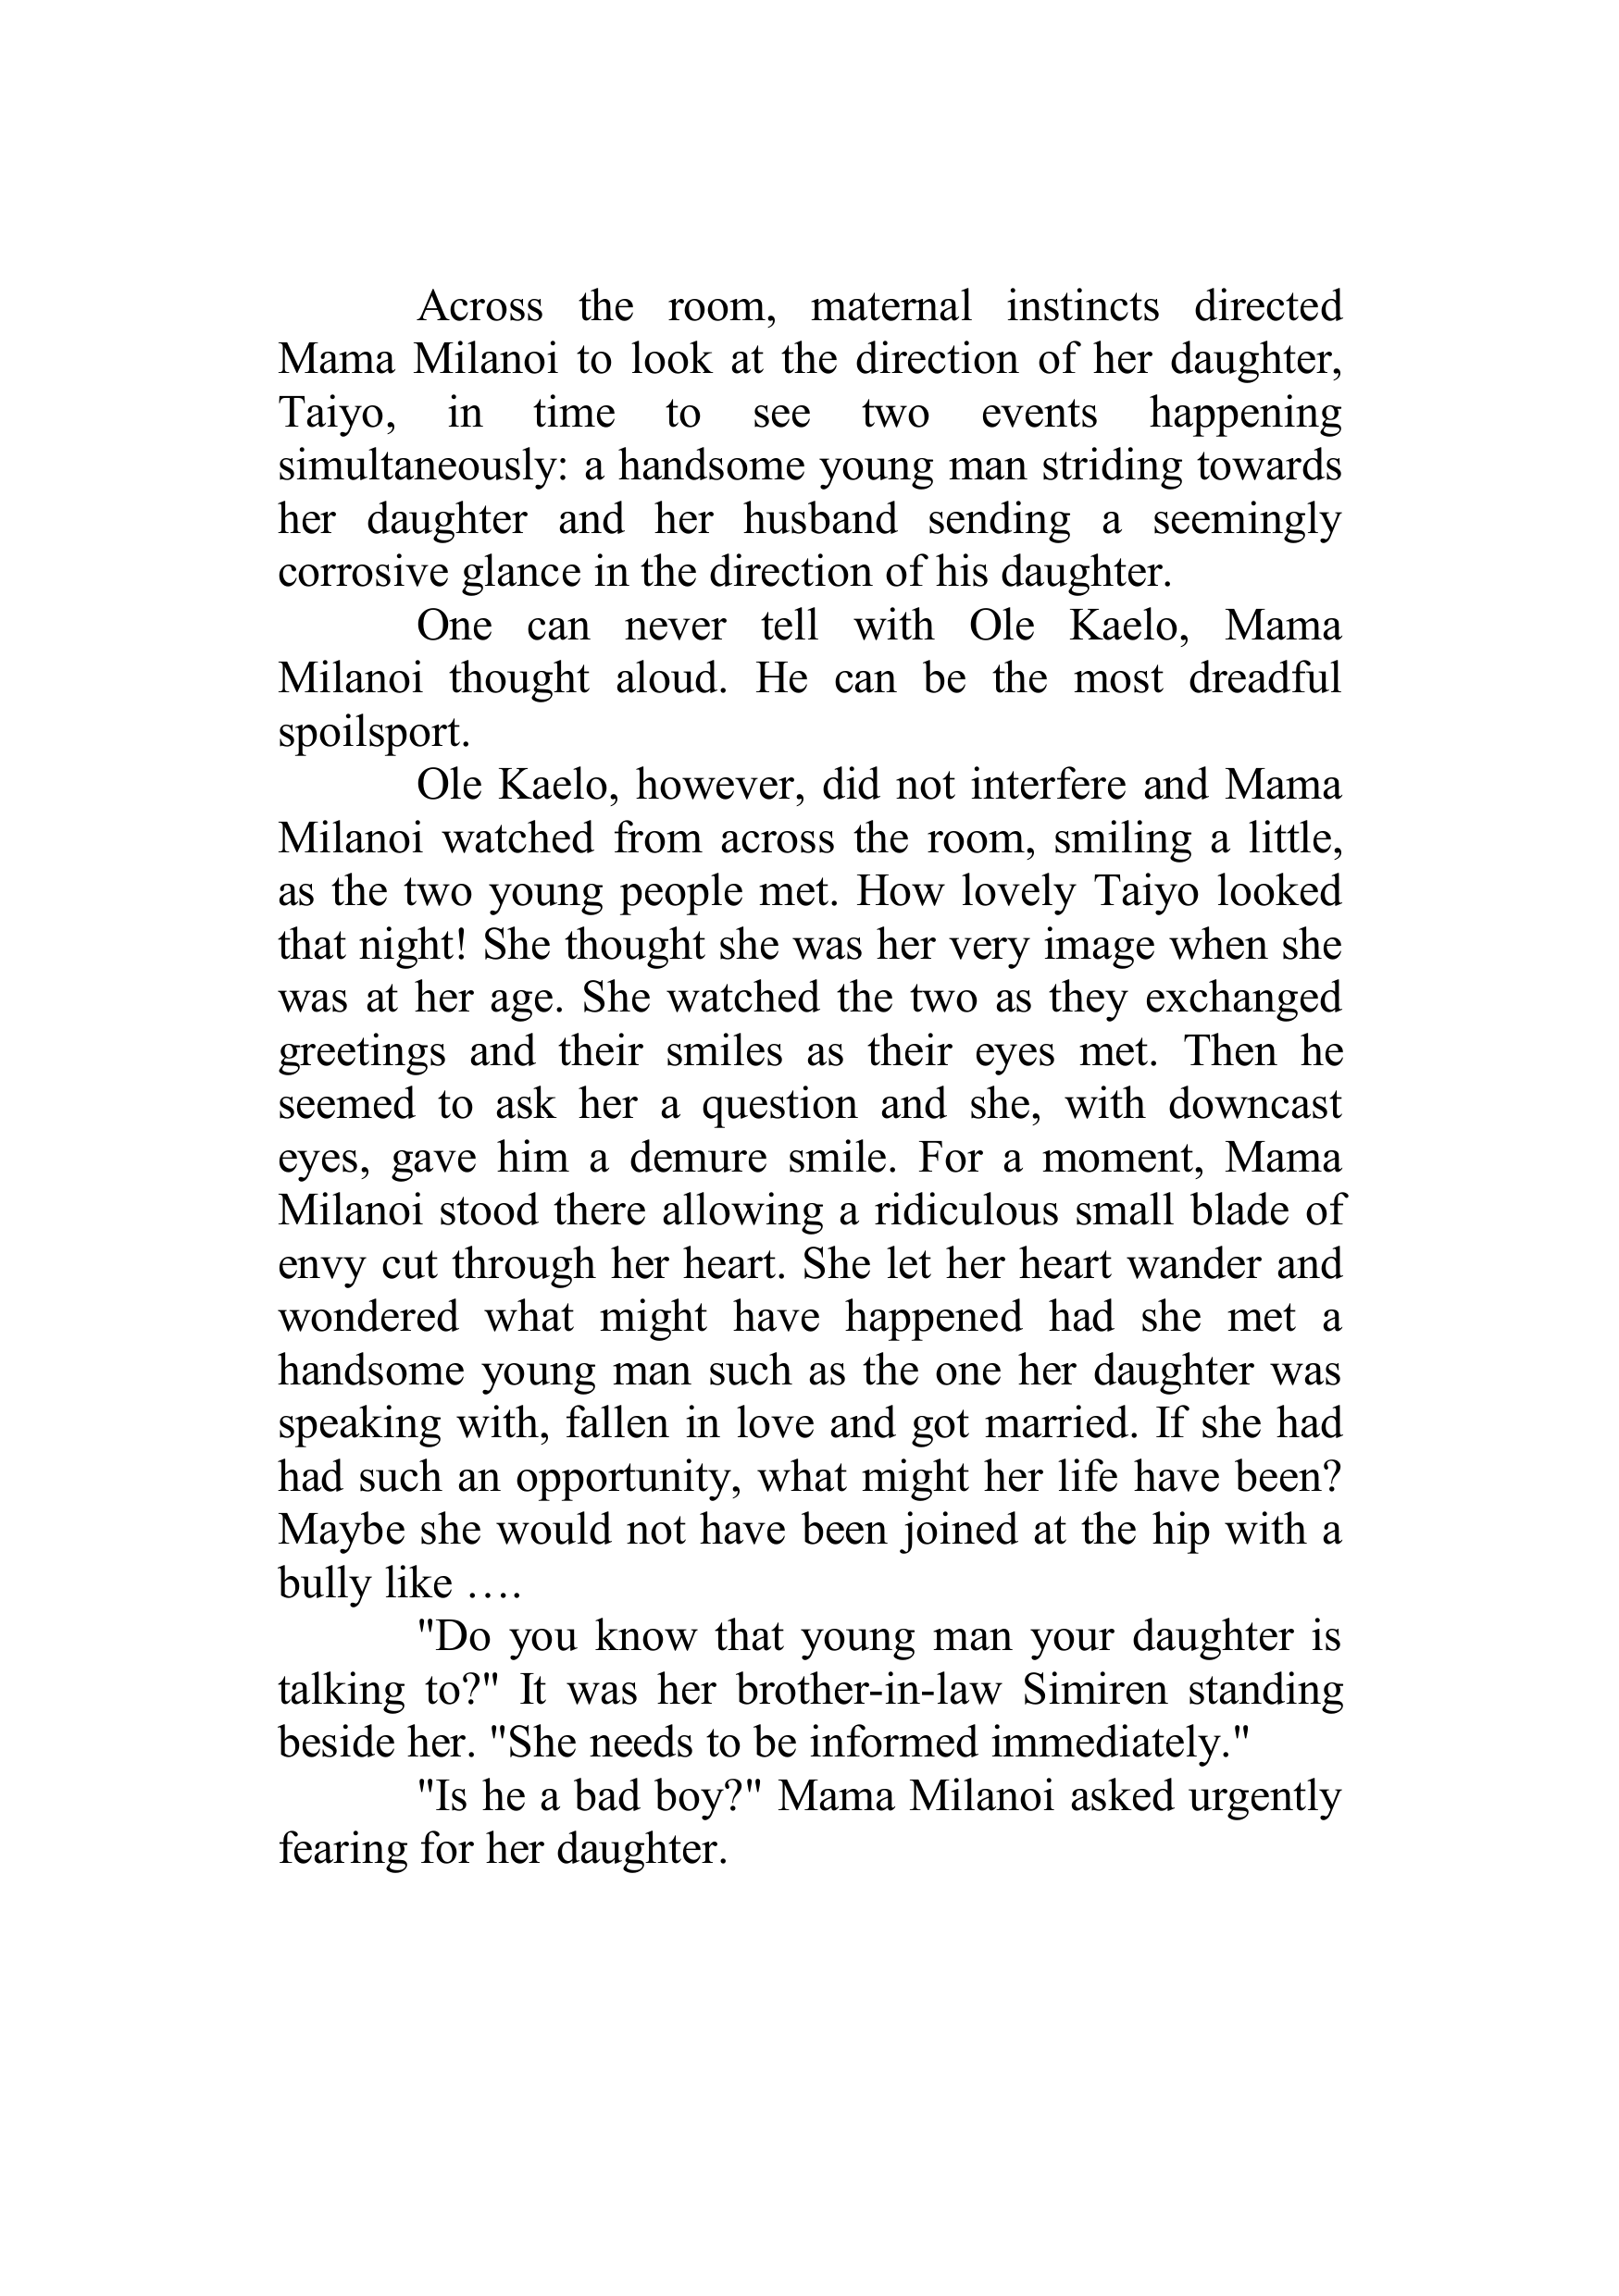 Across the room, maternal instincts directed
Mama Milanoi to look at the direction of her daughter,
Taiyo, in time to see two events happening
simultaneously: a handsome young man striding towards
her daughter and her husband sending a seemingly
corrosive glance in the direction of his daughter.
One can never tell with Ole Kaelo, Mama
Milanoi thought aloud. He can be the most dreadful
spoilsport.
Ole Kaelo, however, did not interfere and Mama
Milanoi watched from across the room, smiling a little,
as the two young people met. How lovely Taiyo looked
that night! She thought she was her very image when she
was at her age. She watched the two as they exchanged
greetings and their smiles as their eyes met. Then he
seemed to ask her a question and she, with downcast
eyes, gave him a demure smile. For a moment, Mama
Milanoi stood there allowing a ridiculous small blade of
envy cut through her heart. She let her heart wander and
wondered what might have happened had she met a
handsome young man such as the one her daughter was
speaking with, fallen in love and got married. If she had
had such an opportunity, what might her life have been?
Maybe she would not have been joined at the hip with a
bully like ….
"Do you know that young man your daughter is
talking to?" It was her brother-in-law Simiren standing
beside her. "She needs to be informed immediately."
"Is he a bad boy?" Mama Milanoi asked urgently
fearing for her daughter.